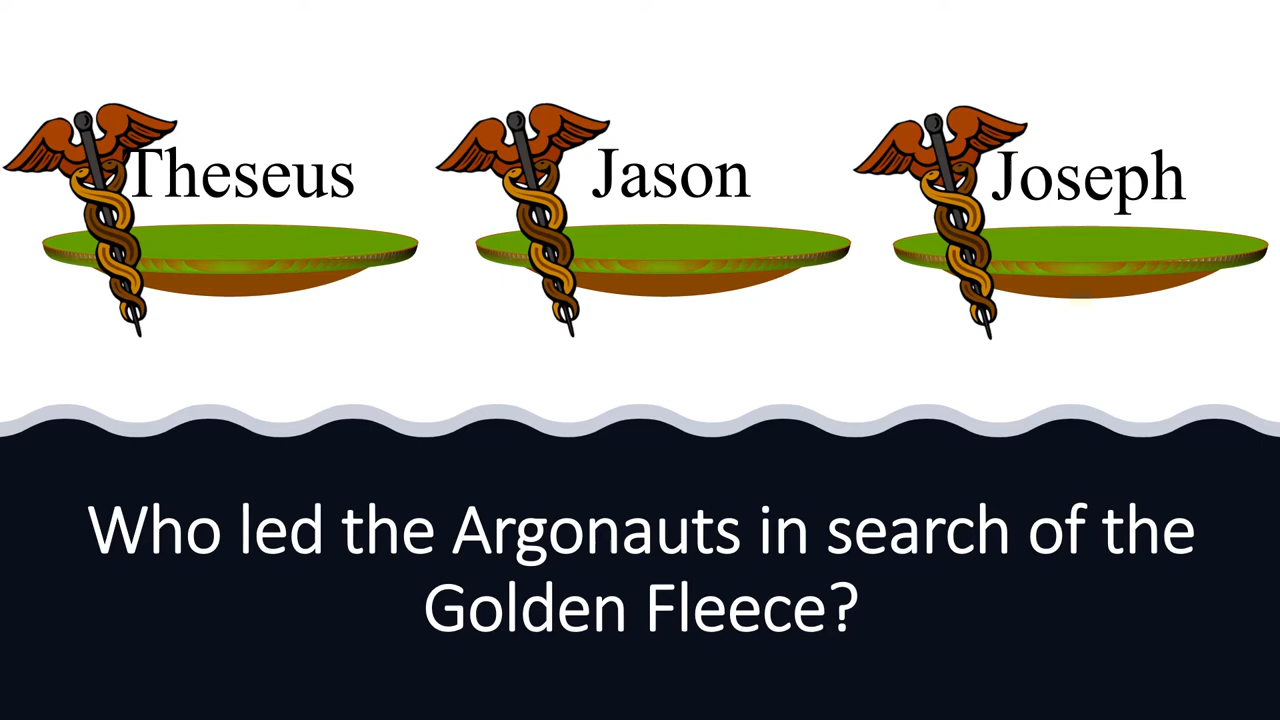 Theseus Jason Joseph
Who led the Argonauts in search of the
Golden Fleece?